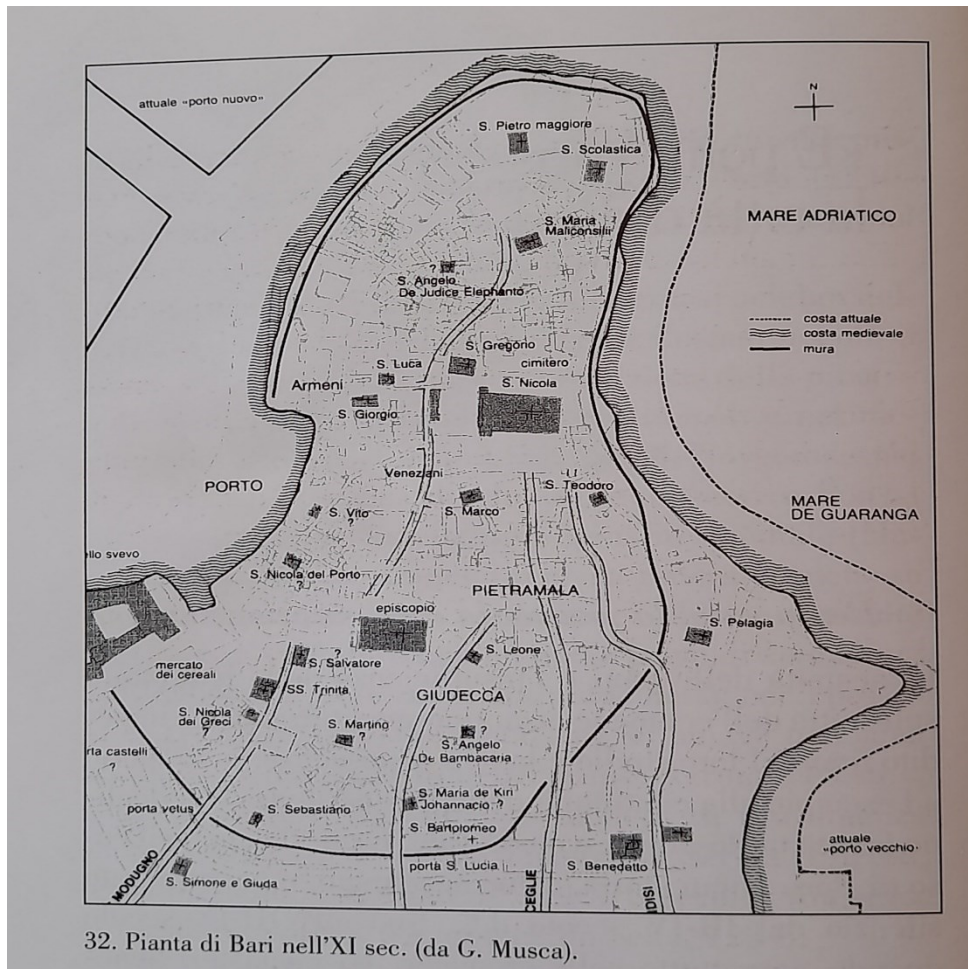 attuale «porto nuovo»
N
S. Pietro maggiore
S. Scolastica
MARE ADRIATICO
S. Maria
Maliconsilii
?
S. Angelo
De Judice Elephanto
costa attuale
costa medievale
mura
S. Gregorio
cimitero
S. Luca
S. Nicola
Armeni
S. Giorgio
Veneziani
S. Teodoro
PORTO
S. Marco
MARE
DE GUARANGA
S. Vito
?
llo svevo
S. Nicola del Porto
?
PIETRAMALA
episcopio
S. Pelagia
mercato
dei cereali
?
S. Salvatore
S. Leone
SS. Trinità
GIUDECCA
S. Nicola
dei Greci
?
S. Martino
?
?
S. Angelo
De Bambacaria
rta castelli
?
S. Maria de Kiri
Johannacio ?
porta vetus
S. Sebastiano
S. Bartolomeo
attuale
«porto vecchio»
porta S. Lucia
S. Benedetto
S. Simone e Giuda
MODUGNO
CEGLIE
IDISI
32. Pianta di Bari nell'XI sec. (da G. Musca).